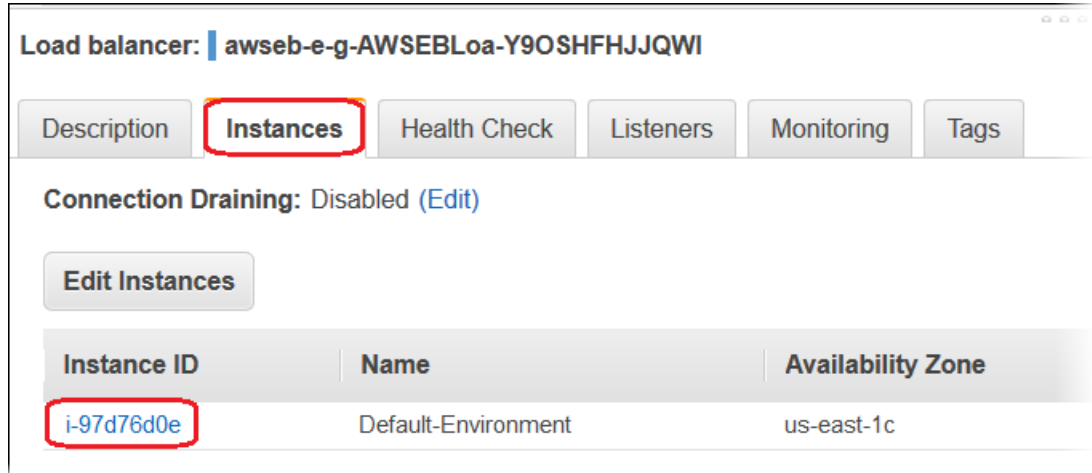 Load balancer: awseb-e-g-AWSEBLoa-Y9OSHFHJJQWI
Description Instances Health Check Listeners Monitoring Tags
Connection Draining: Disabled (Edit)
Edit Instances
Instance ID Name Availability Zone
i-97d76d0e Default-Environment us-east-1c